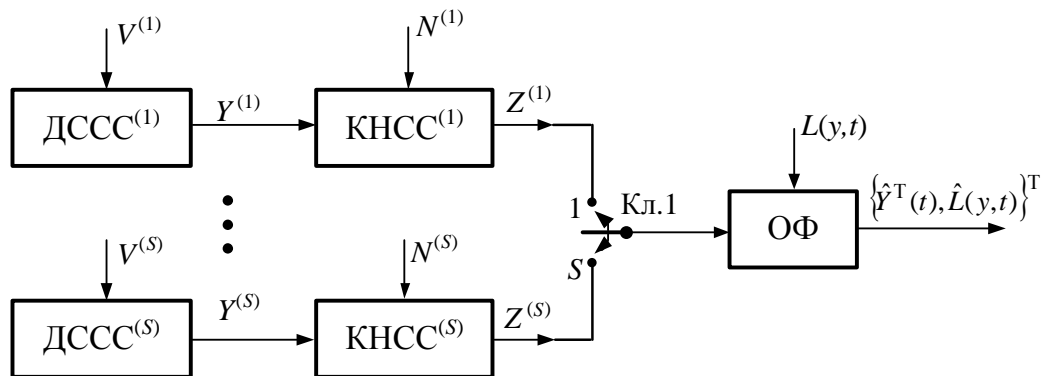 V^(1)
N^(1)
ДССС^(1)
Y^(1)
КНСС^(1)
Z^(1)
L(y,t)
1
Кл.1
ОФ
{Ŷ^T(t), L̂(y,t)}^T
V^(S)
N^(S)
S
ДССС^(S)
Y^(S)
КНСС^(S)
Z^(S)